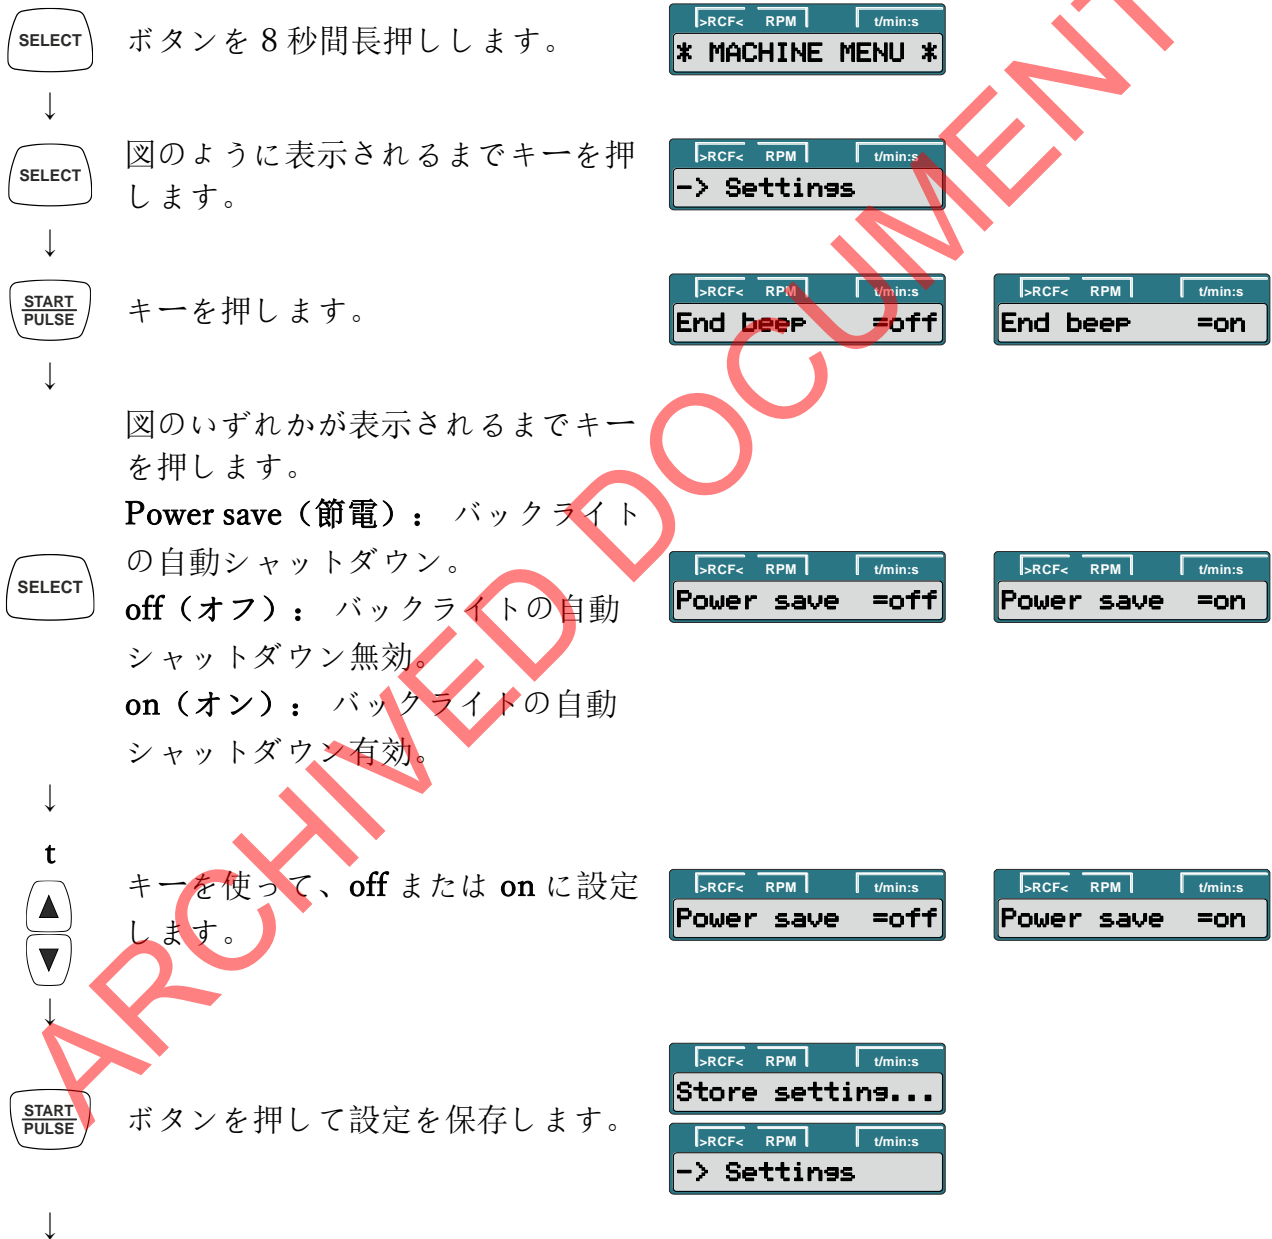 SELECT
ボタンを8秒間長押しします。
>RCF< RPM t/min:s
* MACHINE MENU *
↓
SELECT
図のように表示されるまでキーを押
します。
>RCF< RPM t/min:s
-> Settings
↓
START
PULSE
キーを押します。
>RCF< RPM t/min:s
End beep =off
>RCF< RPM t/min:s
End beep =on
↓
図のいずれかが表示されるまでキー
を押します。
Power save(節電): バックライト
の自動シャットダウン。
off(オフ): バックライトの自動
シャットダウン無効。
on(オン): バックライトの自動
シャットダウン有効。
SELECT
>RCF< RPM t/min:s
Power save =off
>RCF< RPM t/min:s
Power save =on
↓
t
キーを使って、off または on に設定
します。
>RCF< RPM t/min:s
Power save =off
>RCF< RPM t/min:s
Power save =on
↓
START
PULSE
ボタンを押して設定を保存します。
>RCF< RPM t/min:s
Store setting...
>RCF< RPM t/min:s
-> Settings
↓
ARCHIVED DOCUMENT